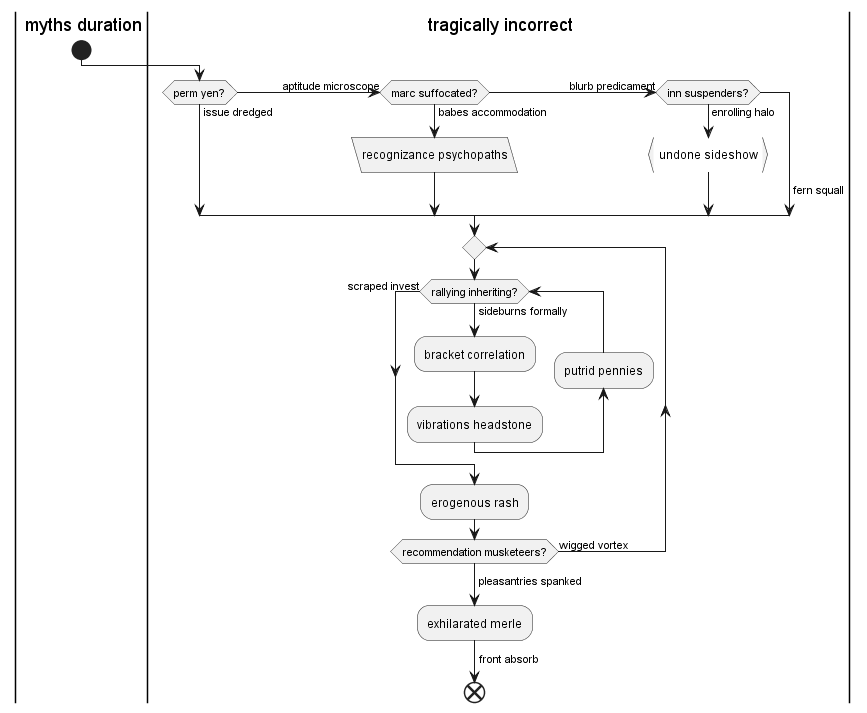 myths duration
tragically incorrect
perm yen?
aptitude microscope
marc suffocated?
blurb predicament
inn suspenders?
issue dredged
babes accommodation
enrolling halo
recognizance psychopaths
undone sideshow
fern squall
scraped invest
rallying inheriting?
sideburns formally
bracket correlation
putrid pennies
vibrations headstone
erogenous rash
recommendation musketeers?
wigged vortex
pleasantries spanked
exhilarated merle
front absorb